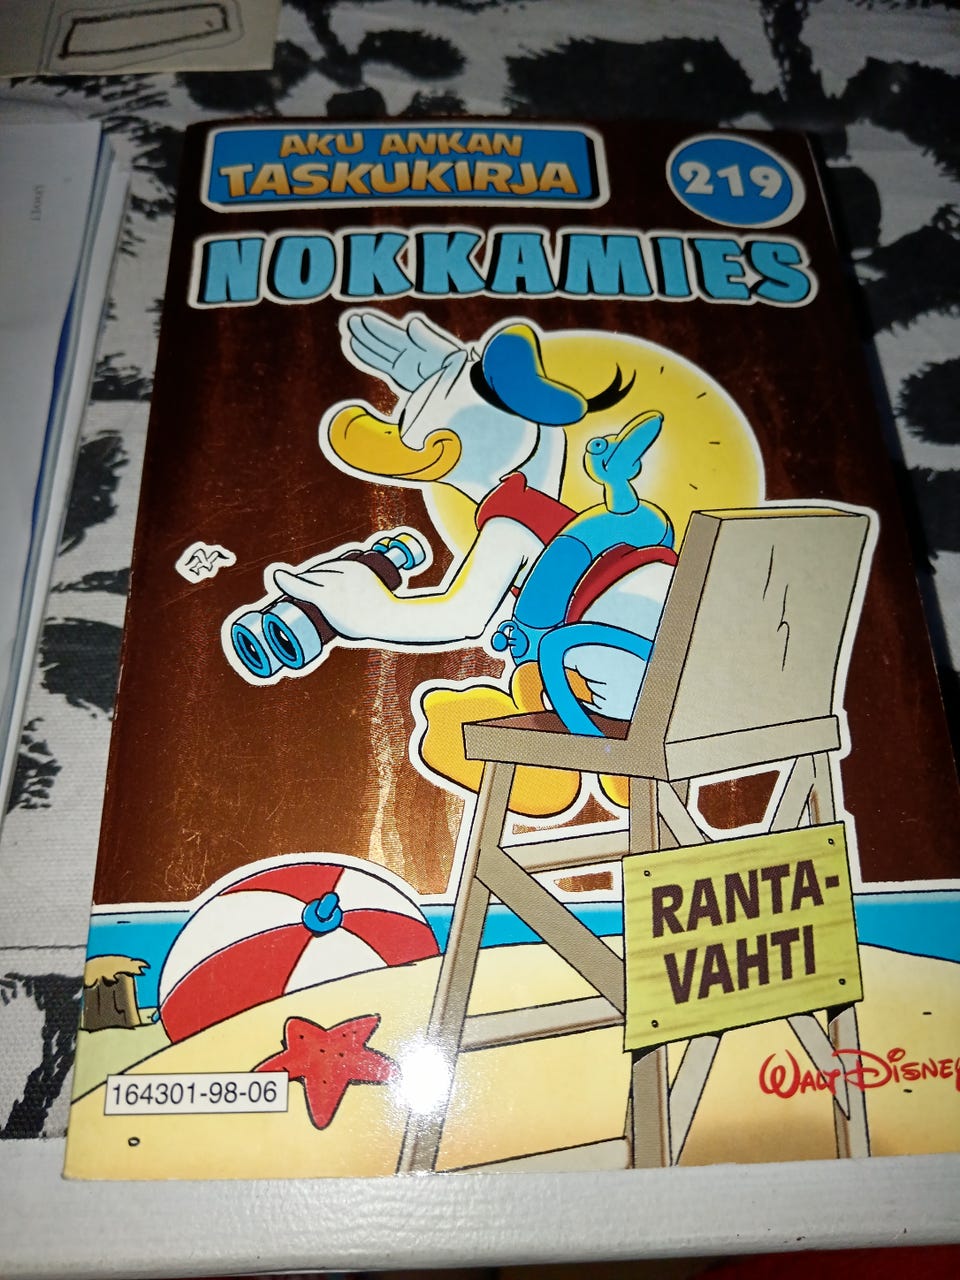 AKU ANKAN
TASKUKIRJA
219
NOKKAMIES
RANTA-
VAHTI
WALT DISNEY
164301-98-06